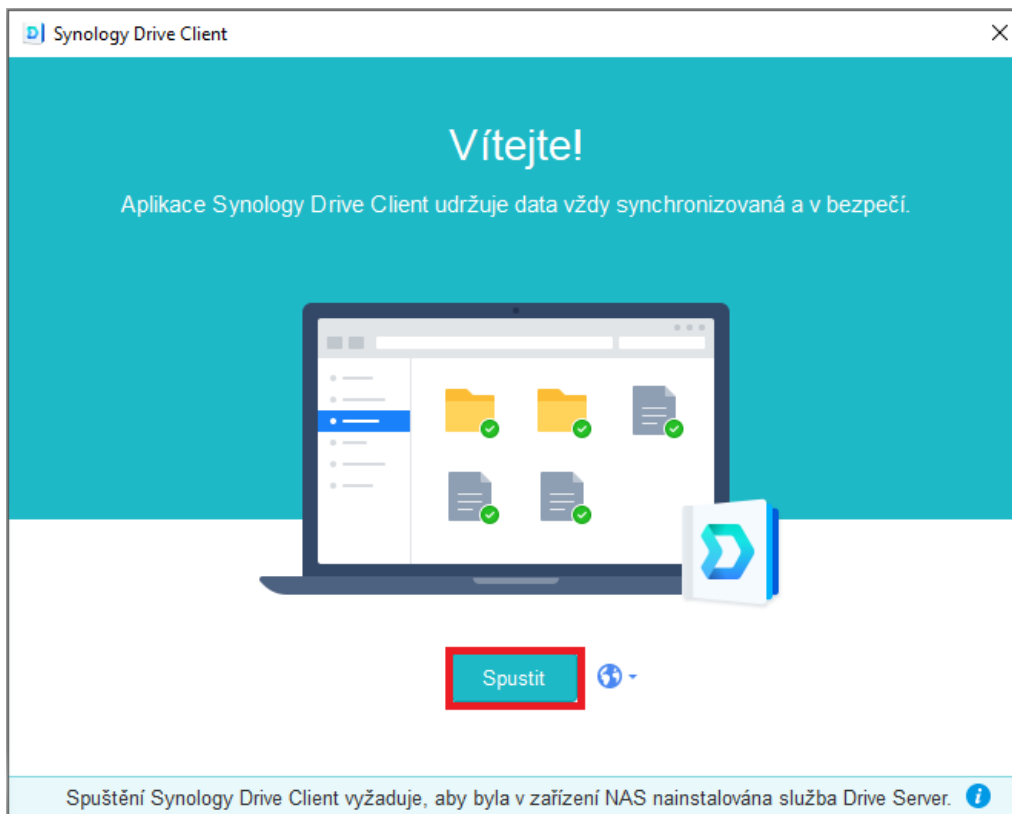 Synology Drive Client
Vítejte!
Aplikace Synology Drive Client udržuje data vždy synchronizovaná a v bezpečí.
Spustit
Spuštění Synology Drive Client vyžaduje, aby byla v zařízení NAS nainstalována služba Drive Server.